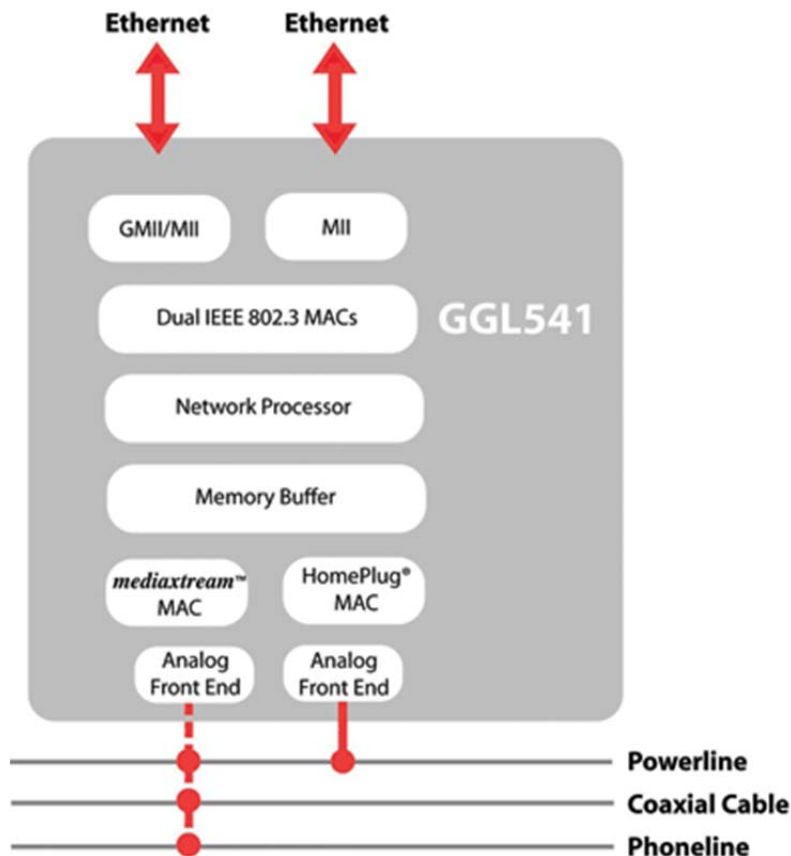 Ethernet Ethernet
GMII/MII MII
Dual IEEE 802.3 MACs
GGL541
Network Processor
Memory Buffer
mediaxtream™
MAC
HomePlug®
MAC
Analog
Front End
Analog
Front End
Powerline
Coaxial Cable
Phoneline